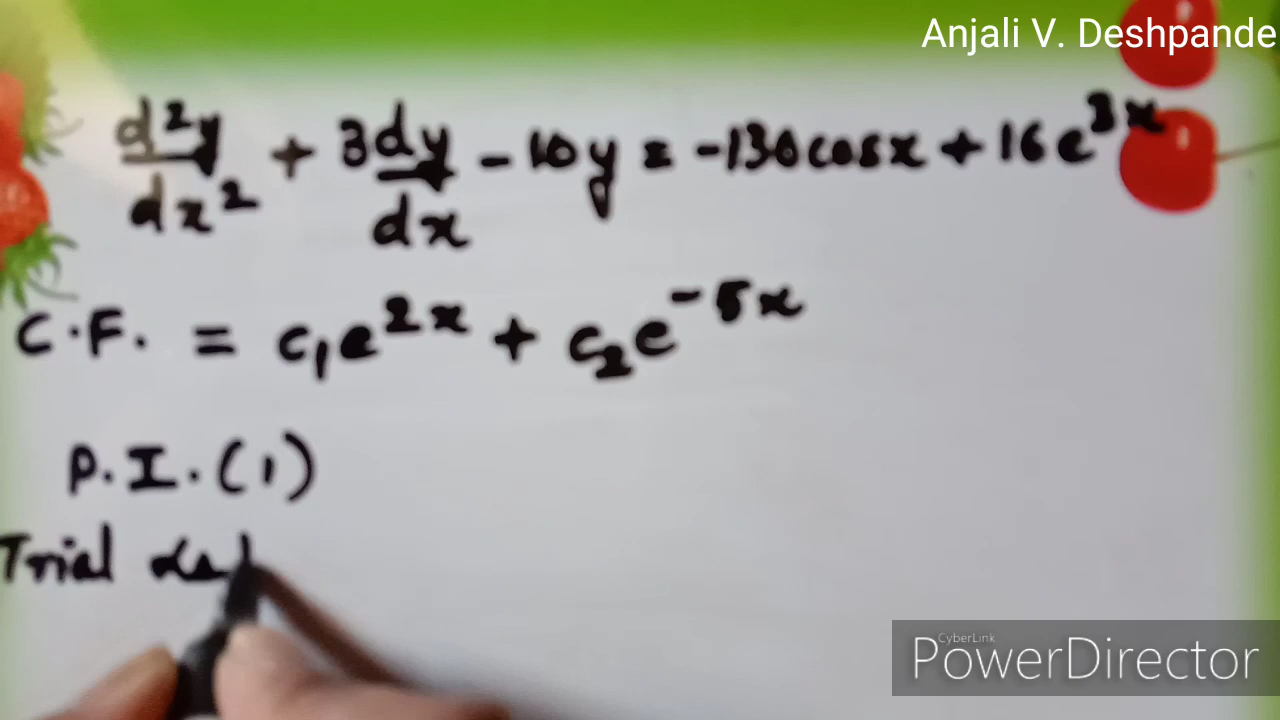 Anjali V. Deshpande
d²y/dx² + 3dy/dx - 10y = -130cosx + 16e^3x
C.F. = c₁e^2x + c₂e^-5x
P.I.(1)
Trial
CyberLink
PowerDirector